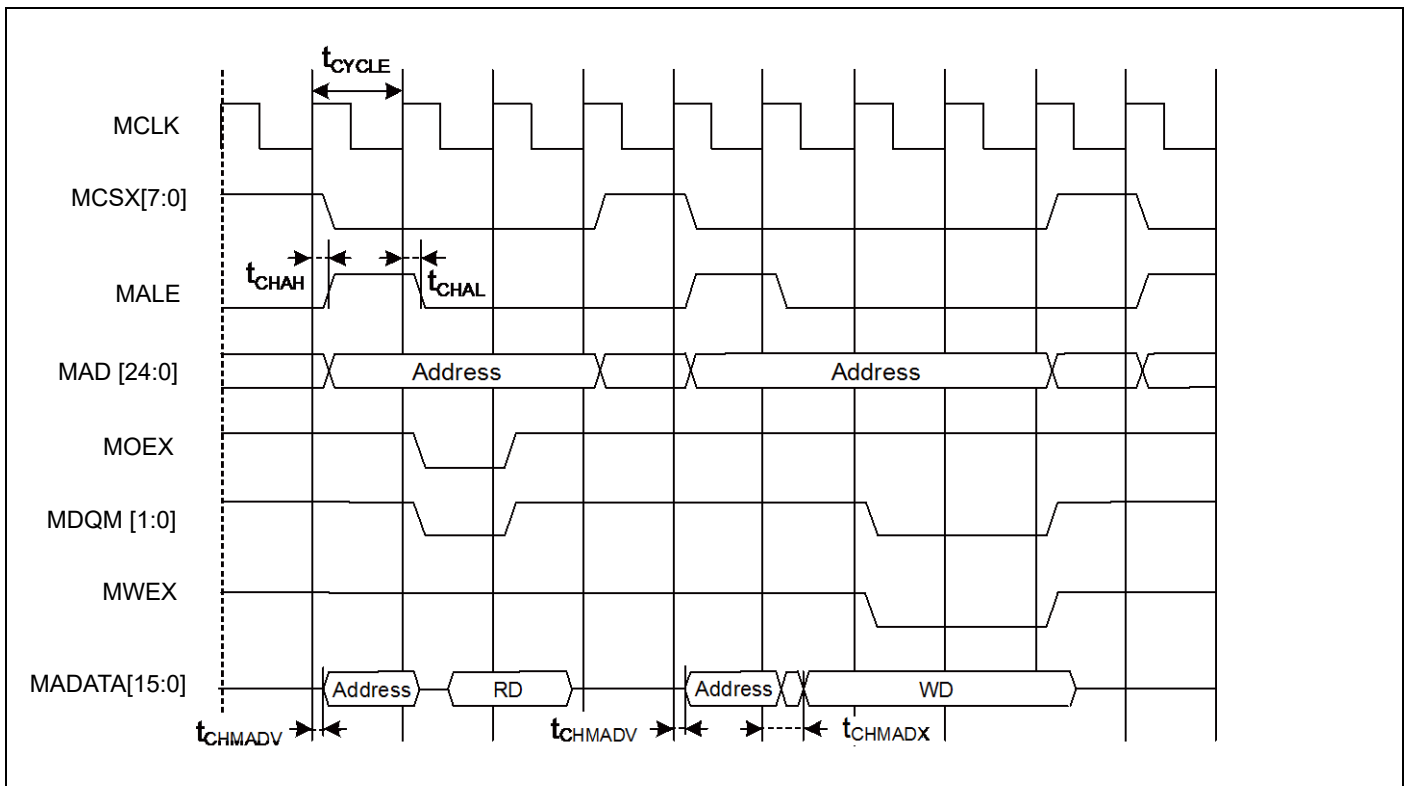 tCYCLE
MCLK
MCSX[7:0]
tCHAH
tCHAL
MALE
MAD [24:0]
Address
Address
MOEX
MDQM [1:0]
MWEX
MADATA[15:0]
Address
RD
Address
WD
tCHMADV
tCHMADV
tCHMADX